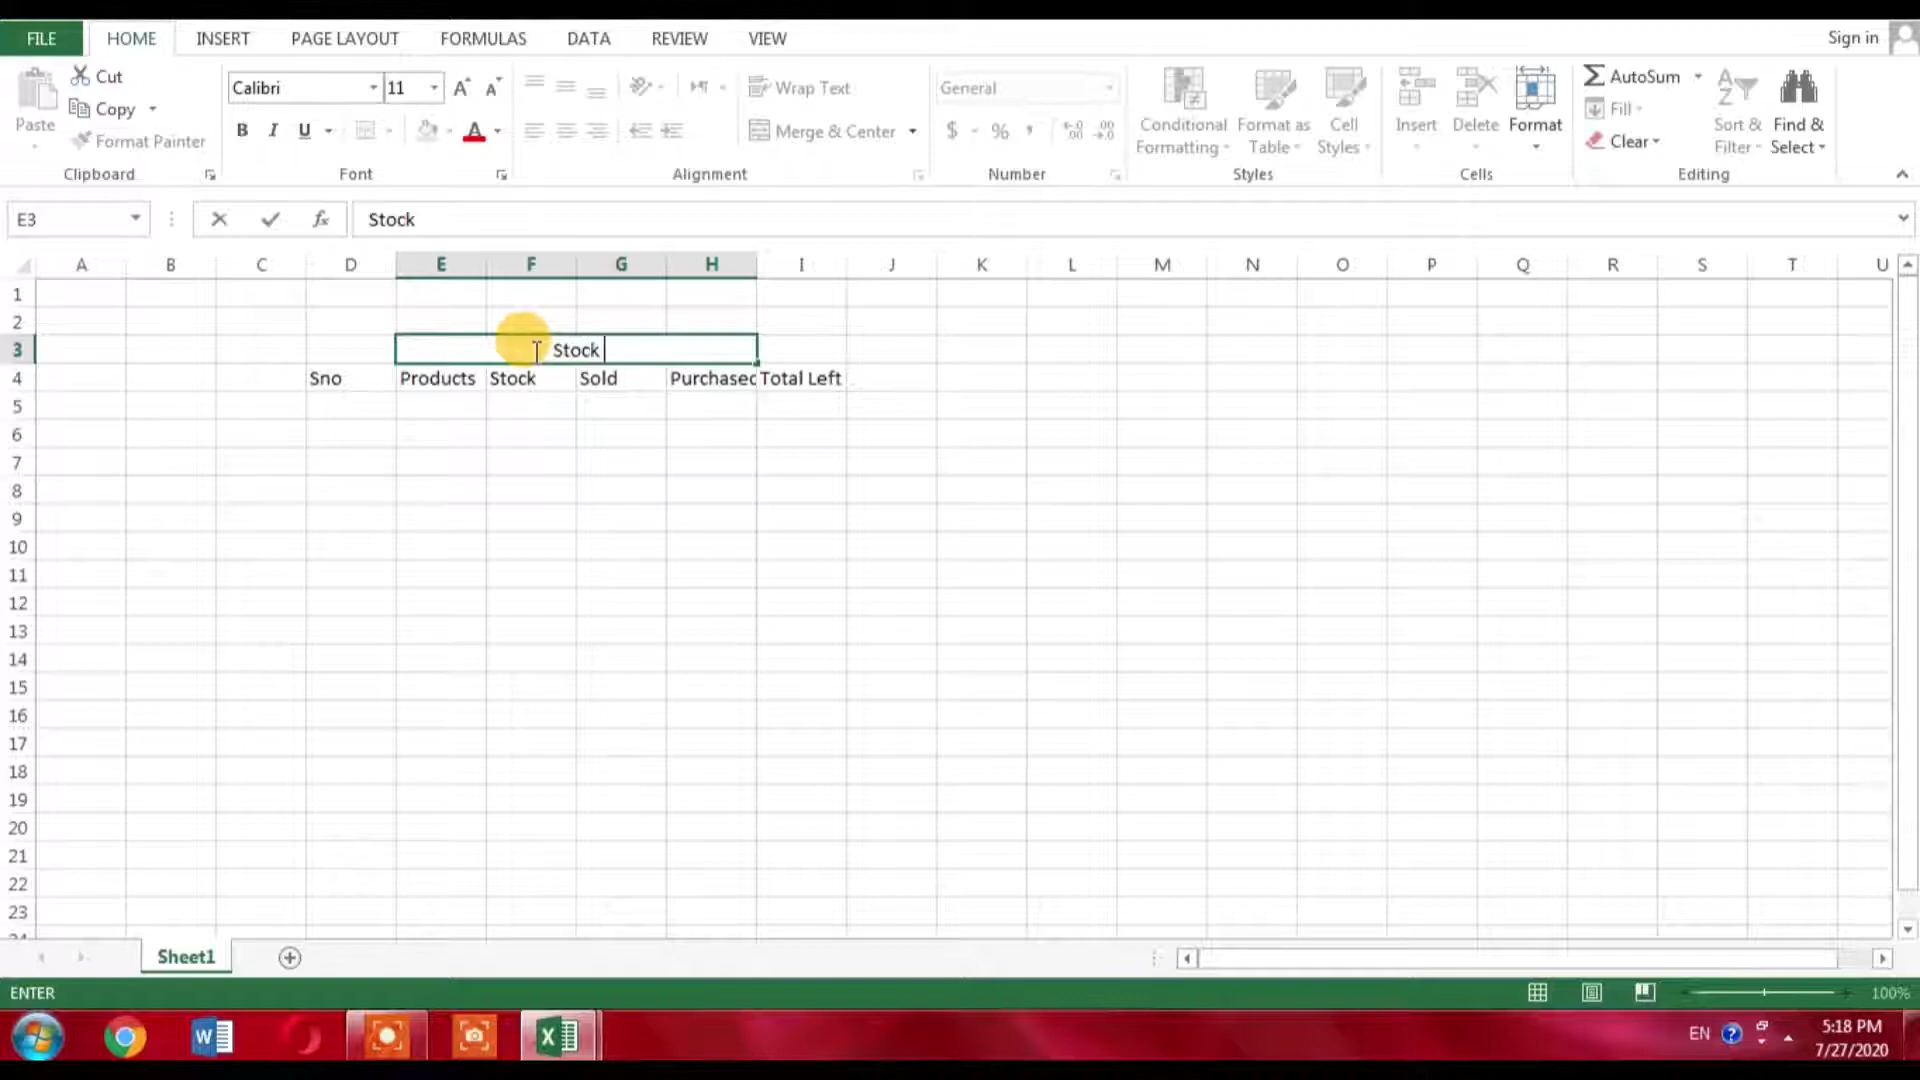 FILE HOME INSERT PAGE LAYOUT FORMULAS DATA REVIEW VIEW Sign in
Cut Calibri 11 A A Wrap Text General AutoSum
Copy Fill
Paste Format Painter B I U A Merge & Center $ % , Conditional Formatting Format as Table Cell Styles Insert Delete Format Clear Sort & Filter Find & Select
Clipboard Font Alignment Number Styles Cells Editing
E3 fx Stock
A B C D E F G H I J K L M N O P Q R S T U
1
2
3 Stock
4 Sno Products Stock Sold Purchased Total Left
5
6
7
8
9
10
11
12
13
14
15
16
17
18
19
20
21
22
23
24
Sheet1
ENTER 100%
EN 5:18 PM
7/27/2020